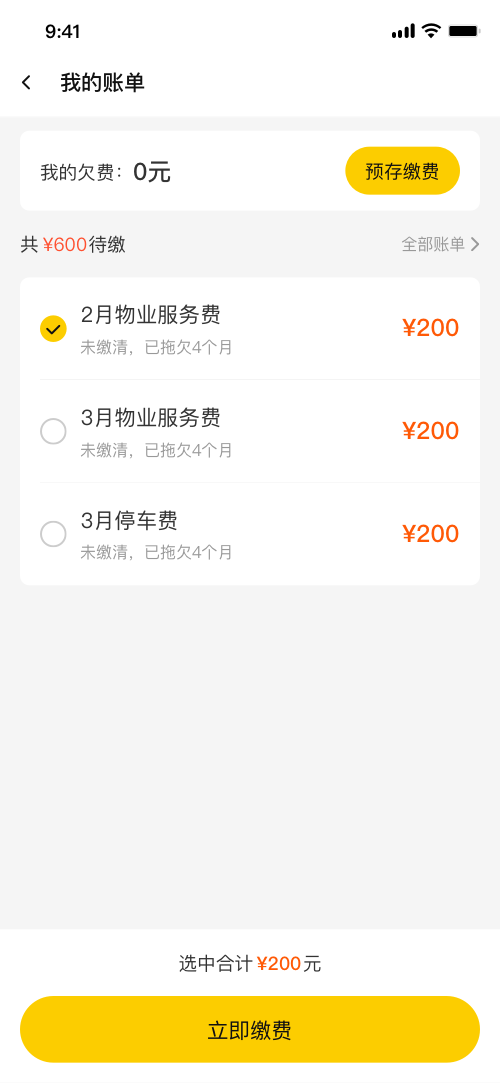 9:41
我的账单
我的欠费：0元
预存缴费
共 ¥600待缴
全部账单
2月物业服务费
未缴清，已拖欠4个月
¥200
3月物业服务费
未缴清，已拖欠4个月
¥200
3月停车费
未缴清，已拖欠4个月
¥200
选中合计 ¥200元
立即缴费